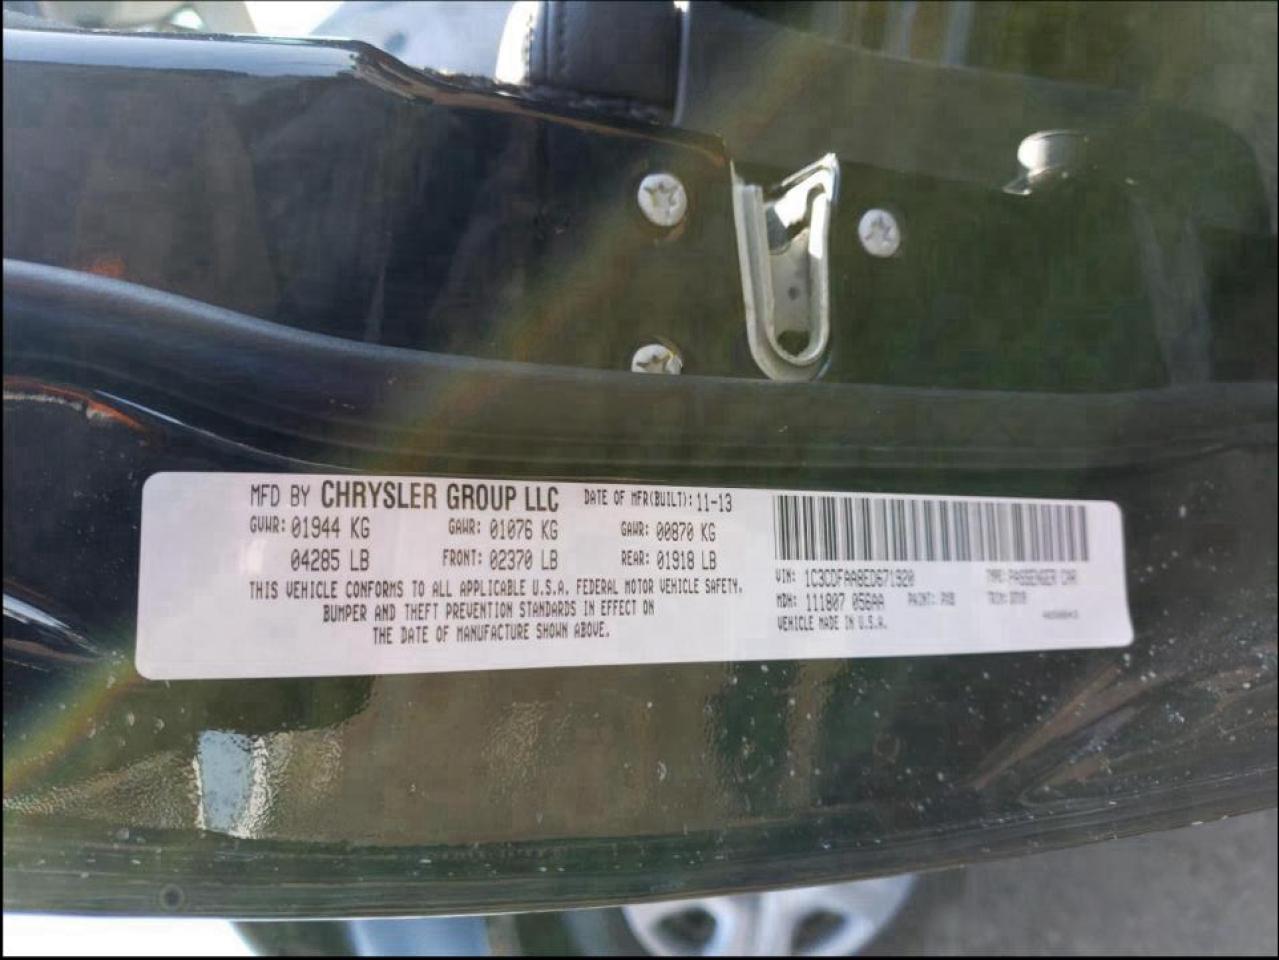 MFD BY CHRYSLER GROUP LLC DATE OF MFR(BUILT): 11-13
GVWR: 01944 KG GAWR: 01076 KG GAWR: 00870 KG
04285 LB FRONT: 02370 LB REAR: 01918 LB
THIS VEHICLE CONFORMS TO ALL APPLICABLE U.S.A. FEDERAL MOTOR VEHICLE SAFETY,
BUMPER AND THEFT PREVENTION STANDARDS IN EFFECT ON
THE DATE OF MANUFACTURE SHOWN ABOVE.
VIN: 1C3CDFAA8ED671920 TYPE: PASSENGER CAR
MDH: 111807 056AA PAINT: TRIM:
VEHICLE MADE IN U.S.A.